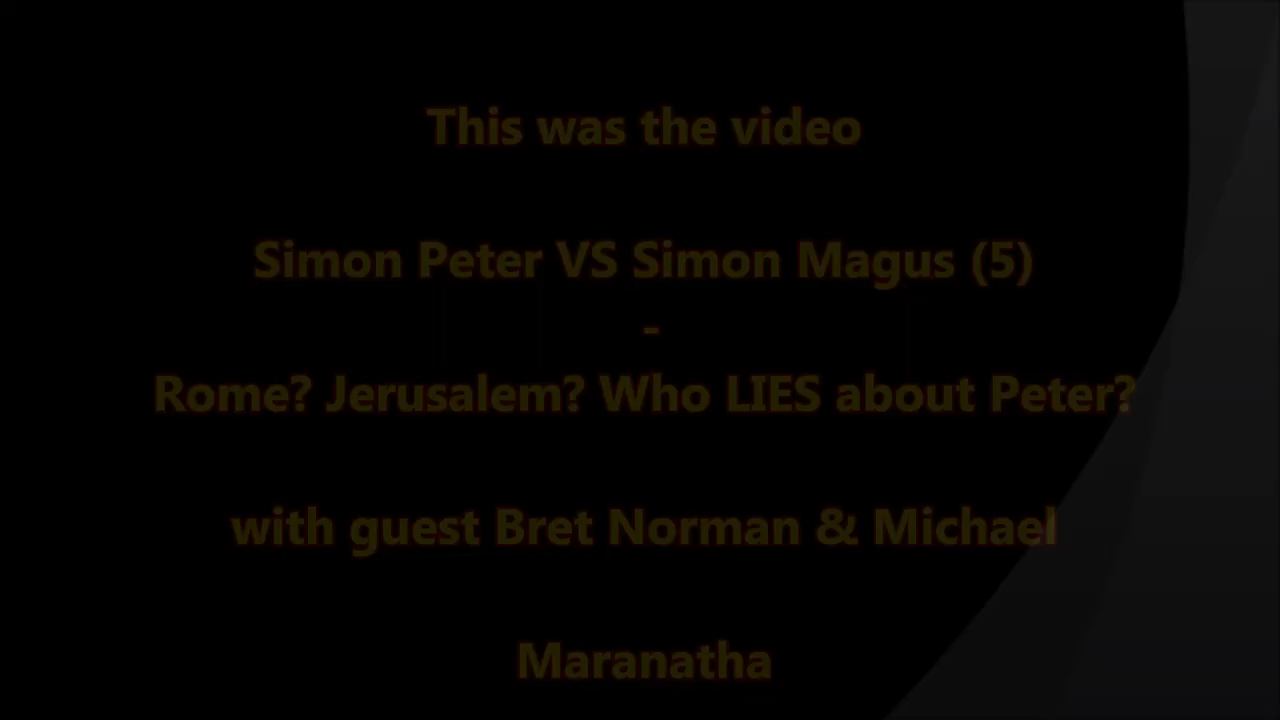 This was the video
Simon Peter VS Simon Magus (5)
-
Rome? Jerusalem? Who LIES about Peter?
with guest Bret Norman & Michael
Maranatha